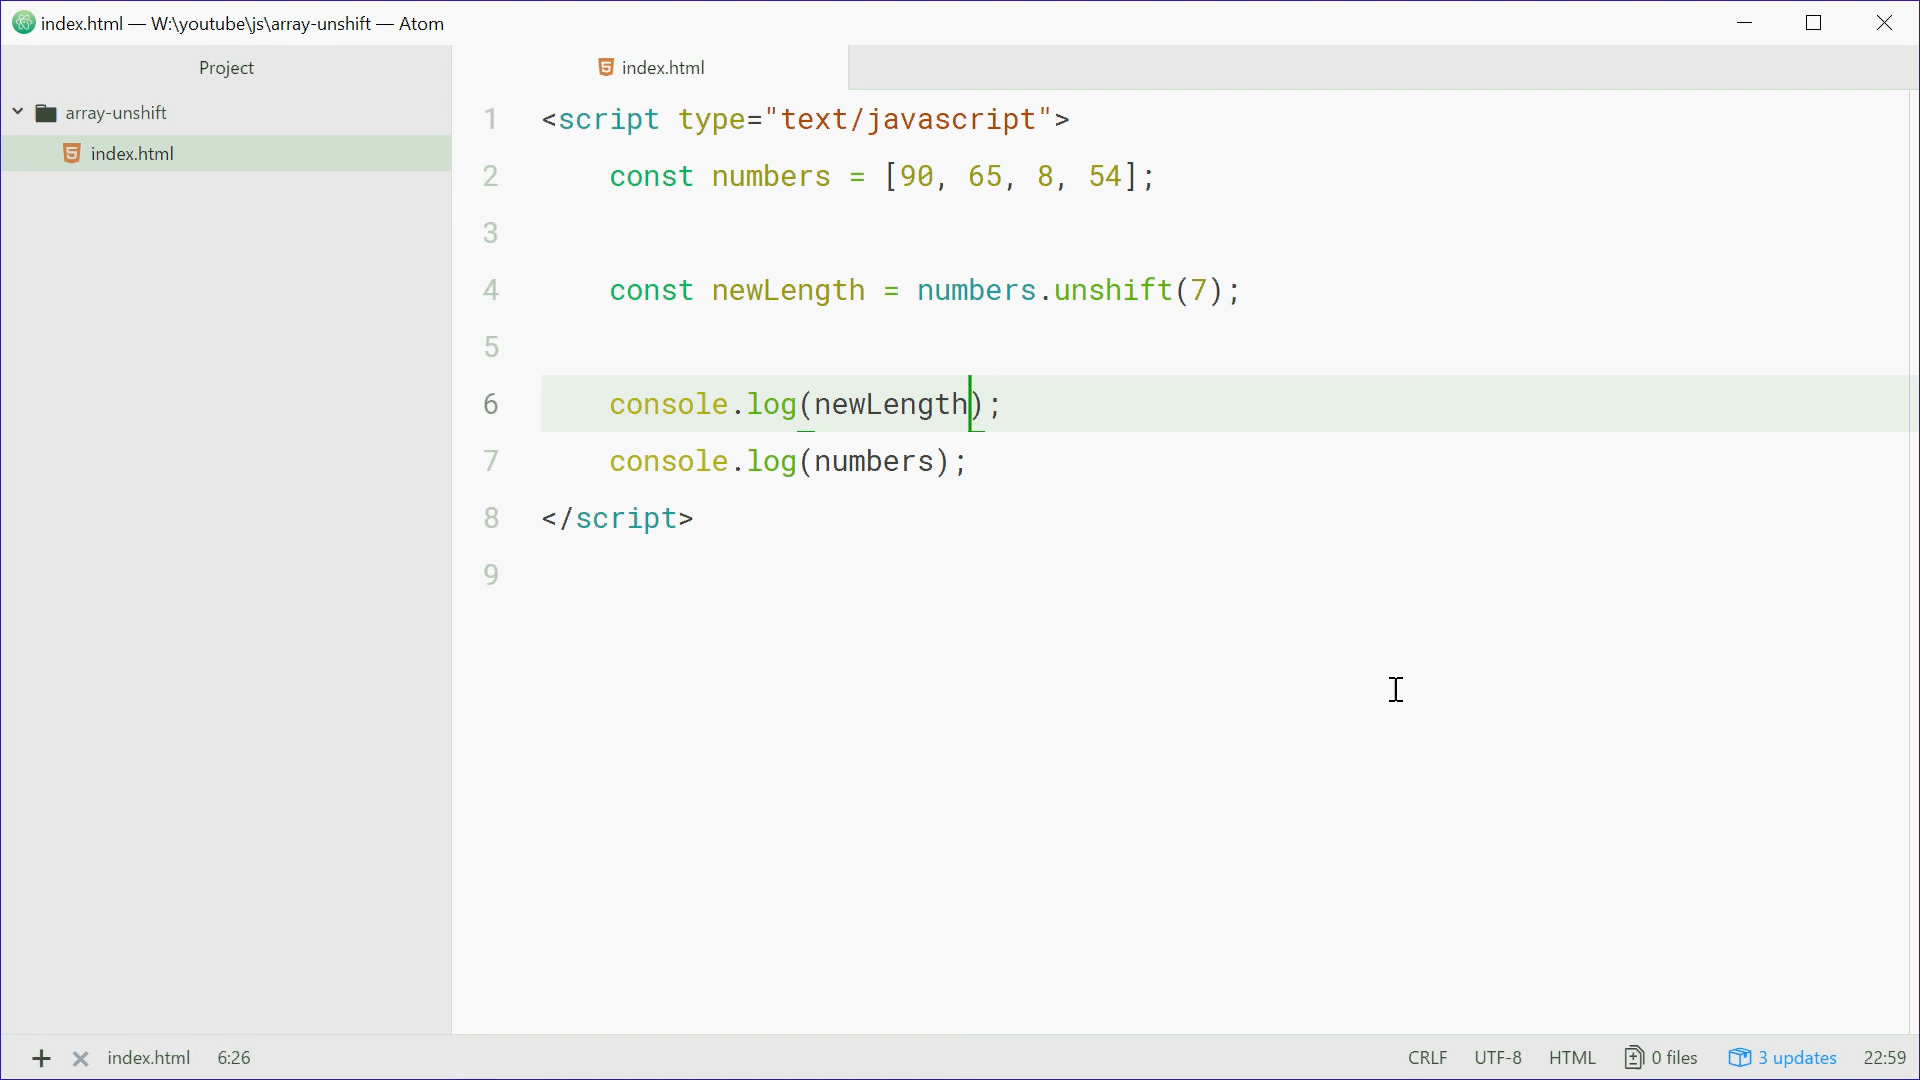 index.html — W:\youtube\js\array-unshift — Atom
Project
array-unshift
index.html
index.html
1 <script type="text/javascript">
2     const numbers = [90, 65, 8, 54];
3
4     const newLength = numbers.unshift(7);
5
6     console.log(newLength);
7     console.log(numbers);
8 </script>
9
index.html 6:26 CRLF UTF-8 HTML 0 files 3 updates 22:59